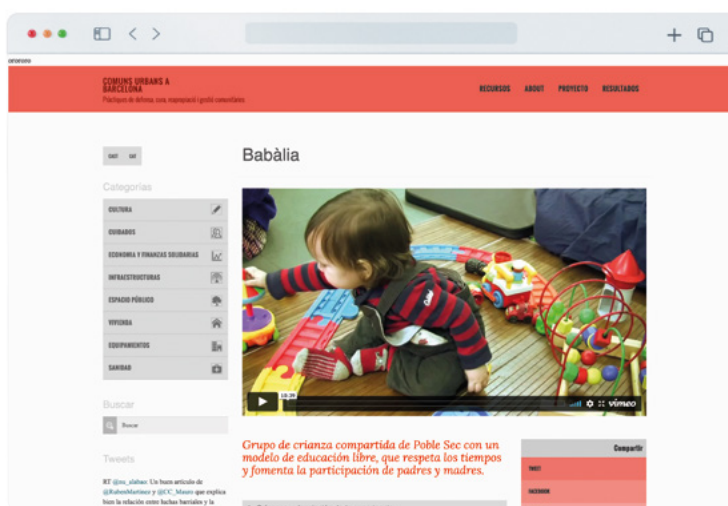 COMUNS URBANS A
BARCELONA
Pràctiques de defensa, cura, reapropiació i gestió comunitàries
RECURSOS ABOUT PROYECTO RESULTADOS
CAST CAT
Babàlia
Categorías
CULTURA
CUIDADOS
ECONOMIA Y FINANZAS SOLIDARIAS
INFRAESTRUCTURAS
ESPACIO PÚBLICO
VIVIENDA
EQUIPAMIENTOS
SANIDAD
18:39
vimeo
Buscar
Buscar
Tweets
RT @nu_alabao: Un buen artículo de
@RubenMartinez y @CC_Mauro que explica
bien la relación entre luchas barriales y la
Grupo de crianza compartida de Poble Sec con un
modelo de educación libre, que respeta los tiempos
y fomenta la participación de padres y madres.
Compartir
TWEET
FACEBOOK